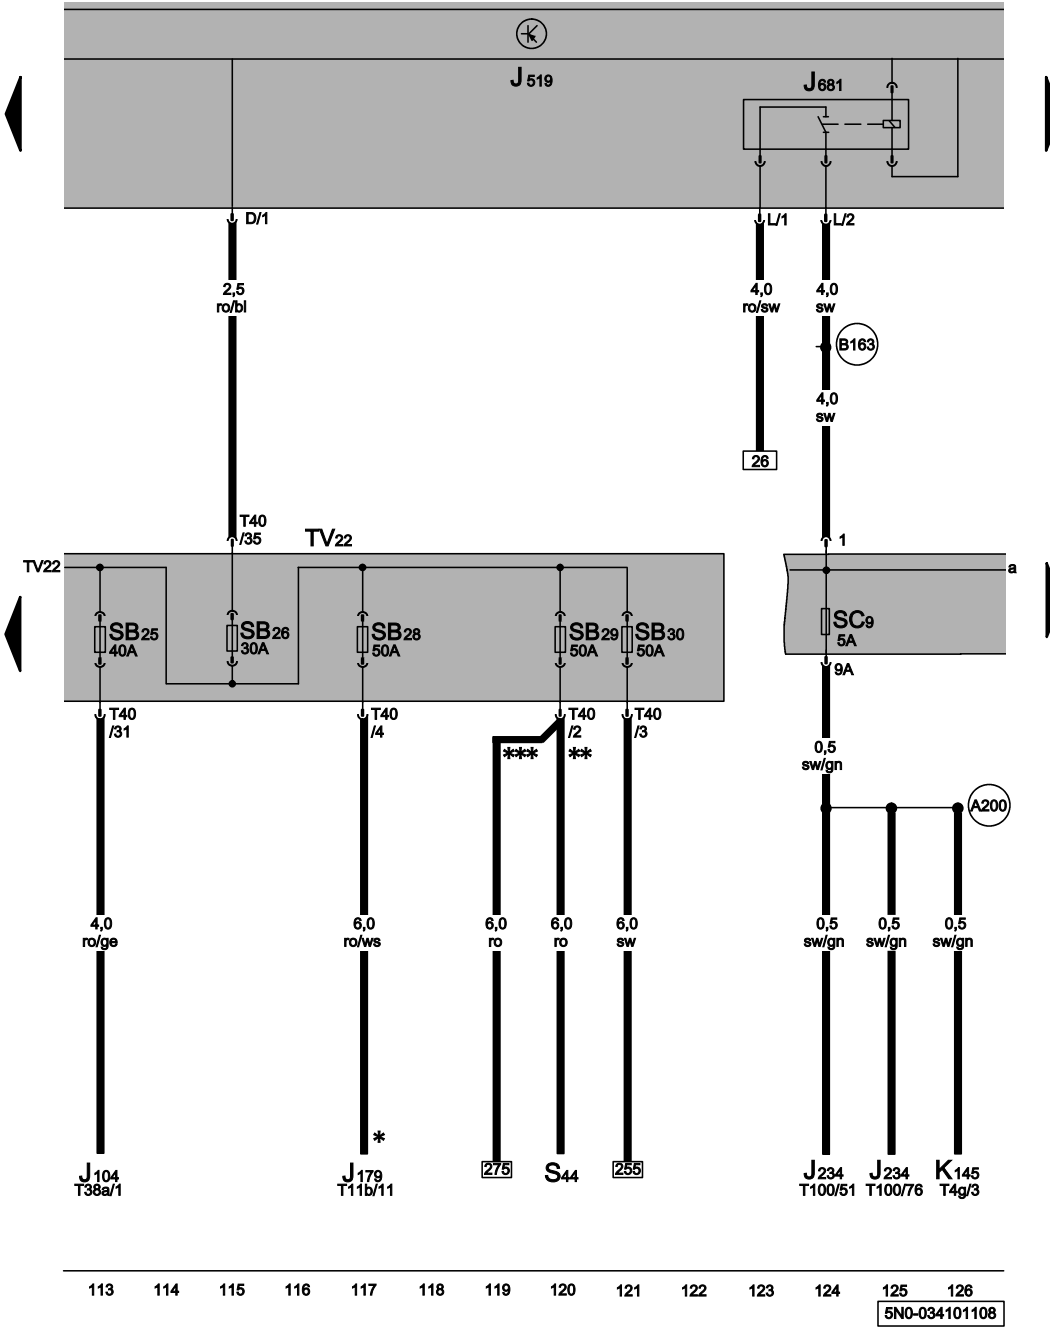 J519
J681
D/1
L/1
L/2
2,5
ro/bl
4,0
ro/sw
4,0
sw
B163
4,0
sw
26
T40
/35
TV22
1
TV22
a
SB25
40A
SB26
30A
SB28
50A
SB29
50A
SB30
50A
SC9
5A
9A
T40
/31
T40
/4
T40
/2
T40
/3
***
**
0,5
sw/gn
A200
4,0
ro/ge
6,0
ro/ws
6,0
ro
6,0
ro
6,0
sw
0,5
sw/gn
0,5
sw/gn
0,5
sw/gn
*
J104
T38a/1
J179
T11b/11
275
S44
255
J234
T100/51
J234
T100/76
K145
T4g/3
113 114 115 116 117 118 119 120 121 122 123 124 125 126
5N0-034101108